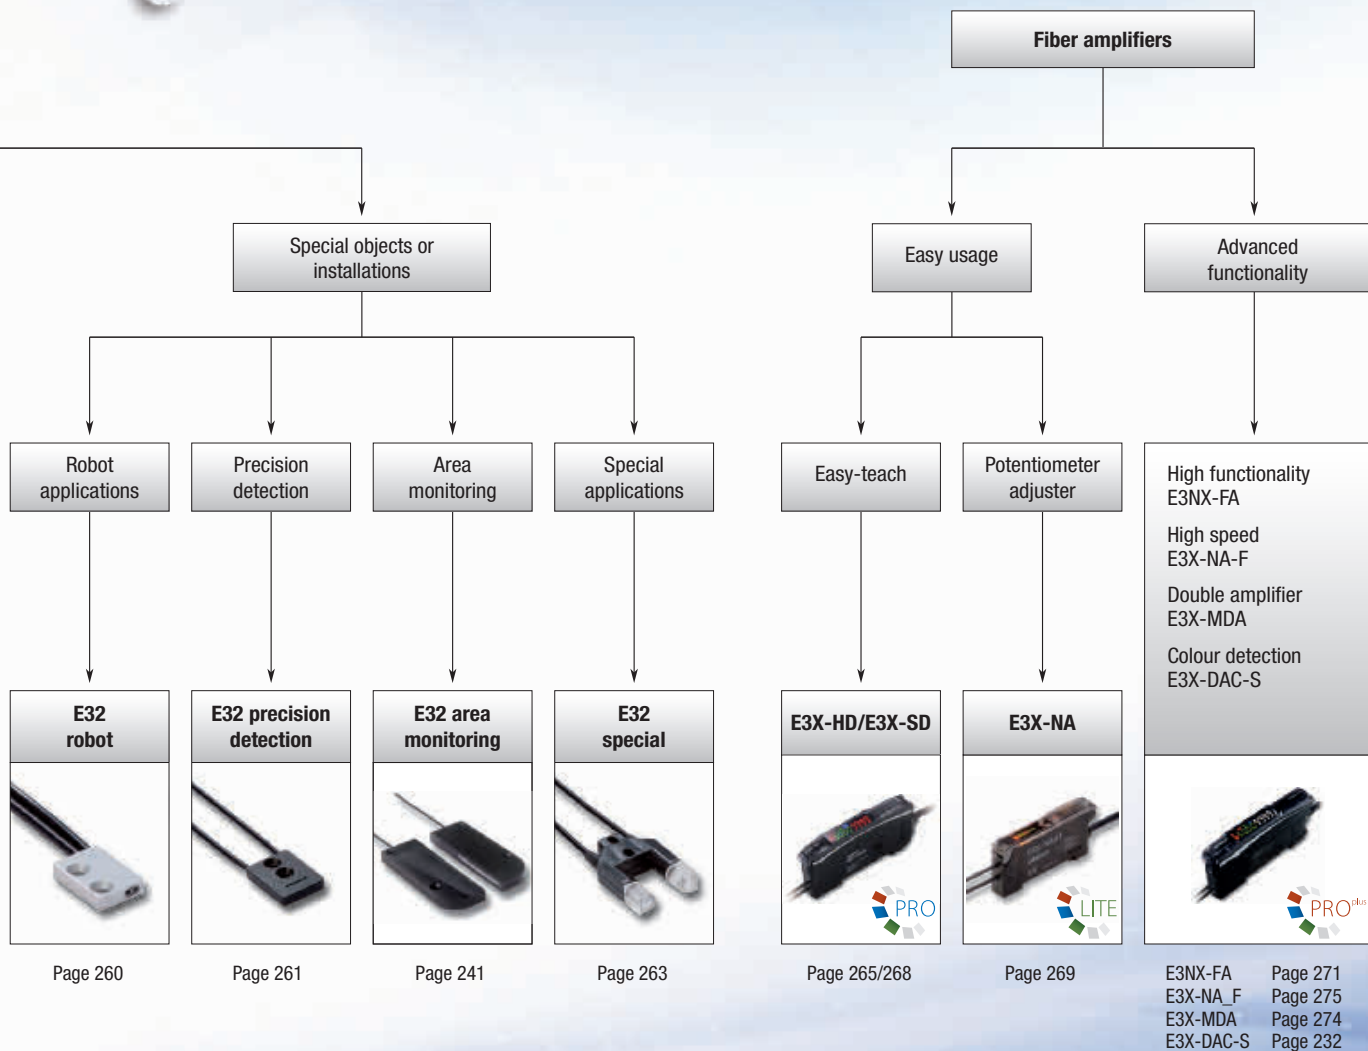 Fiber amplifiers
Special objects or
installations
Easy usage
Advanced
functionality
Robot
applications
Precision
detection
Area
monitoring
Special
applications
Easy-teach
Potentiometer
adjuster
High functionality
E3NX-FA
High speed
E3X-NA-F
Double amplifier
E3X-MDA
Colour detection
E3X-DAC-S
E32
robot
E32 precision
detection
E32 area
monitoring
E32
special
E3X-HD/E3X-SD
E3X-NA
PRO
LITE
PROplus
Page 260
Page 261
Page 241
Page 263
Page 265/268
Page 269
E3NX-FA Page 271
E3X-NA_F Page 275
E3X-MDA Page 274
E3X-DAC-S Page 232